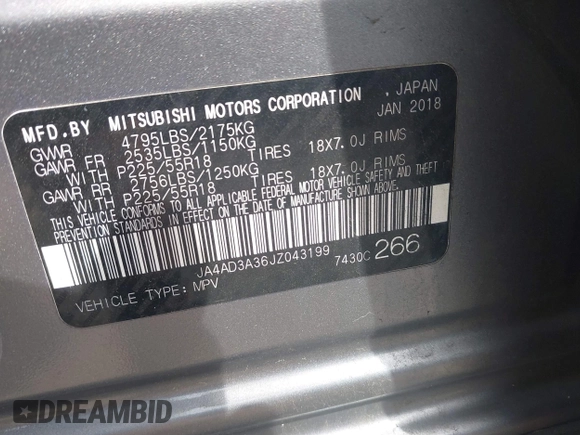 MFD.BY MITSUBISHI MOTORS CORPORATION , JAPAN
JAN 2018
GVWR 4795LBS/2175KG
GAWR FR 2535LBS/1150KG
WITH P225/55R18 TIRES 18X7.0J RIMS
GAWR RR 2756LBS/1250KG
WITH P225/55R18 TIRES 18X7.0J RIMS
THIS VEHICLE CONFORMS TO ALL APPLICABLE FEDERAL MOTOR VEHICLE SAFETY AND THEFT
PREVENTION STANDARDS IN EFFECT ON THE DATE OF MANUFACTURE SHOWN ABOVE.
JA4AD3A36JZ043199 7430C 266
VEHICLE TYPE: MPV
DREAMBID